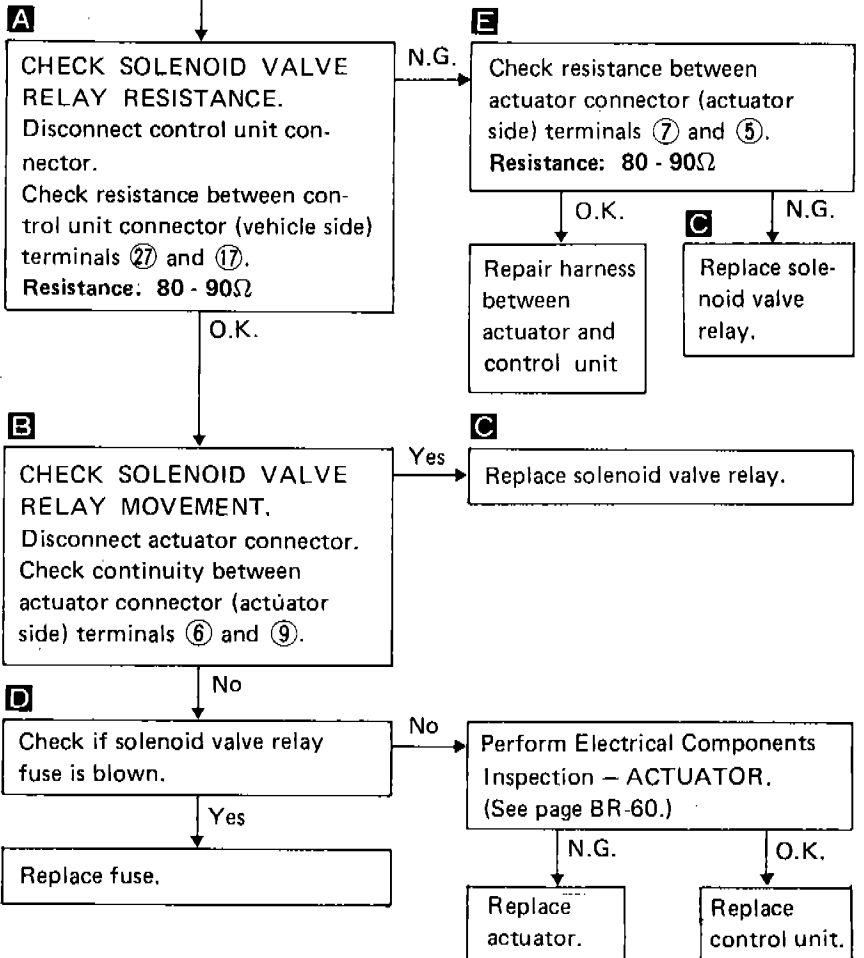 A
CHECK SOLENOID VALVE
RELAY RESISTANCE.
Disconnect control unit con-
nector.
Check resistance between con-
trol unit connector (vehicle side)
terminals ㉗ and ⑰.
Resistance: 80 - 90Ω
N.G.
E
Check resistance between
actuator connector (actuator
side) terminals ⑦ and ⑤.
Resistance: 80 - 90Ω
O.K.
Repair harness
between
actuator and
control unit
N.G.
C
Replace sole-
noid valve
relay.
O.K.
B
CHECK SOLENOID VALVE
RELAY MOVEMENT.
Disconnect actuator connector.
Check continuity between
actuator connector (actuator
side) terminals ⑥ and ⑨.
Yes
C
Replace solenoid valve relay.
No
D
Check if solenoid valve relay
fuse is blown.
Yes
Replace fuse.
No
Perform Electrical Components
Inspection – ACTUATOR.
(See page BR-60.)
N.G.
Replace
actuator.
O.K.
Replace
control unit.